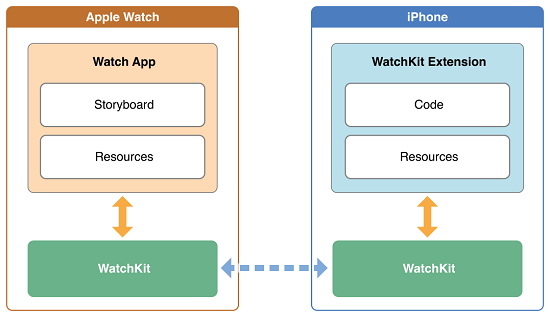 Apple Watch
Watch App
Storyboard
Resources
WatchKit
iPhone
WatchKit Extension
Code
Resources
WatchKit